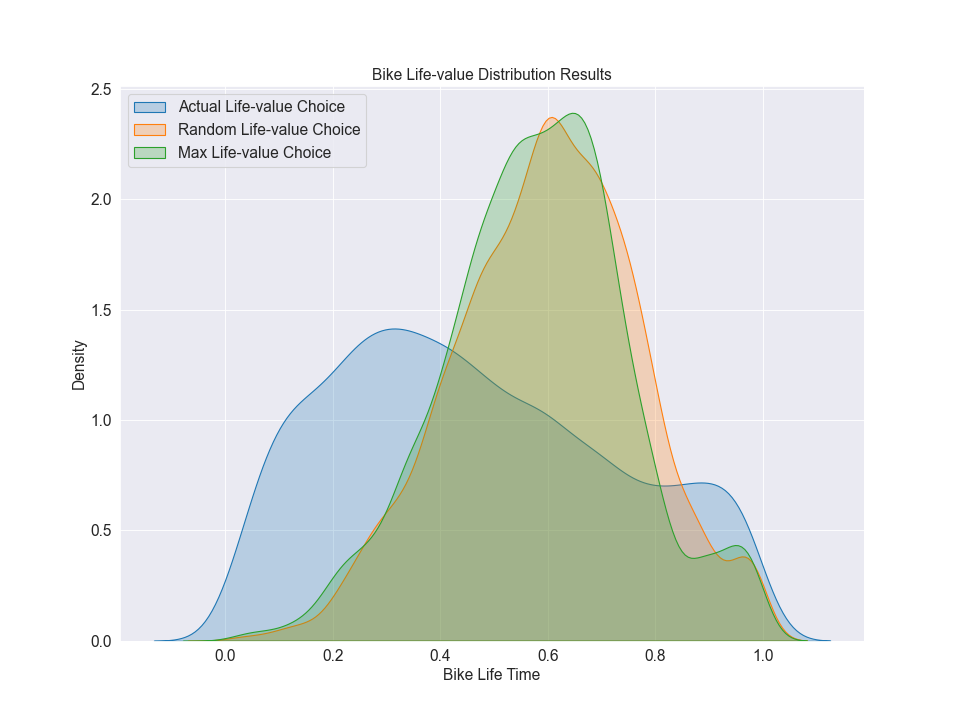 Bike Life-value Distribution Results
Actual Life-value Choice
Random Life-value Choice
Max Life-value Choice
2.5
2.0
1.5
1.0
0.5
0.0
Density
0.0 0.2 0.4 0.6 0.8 1.0
Bike Life Time